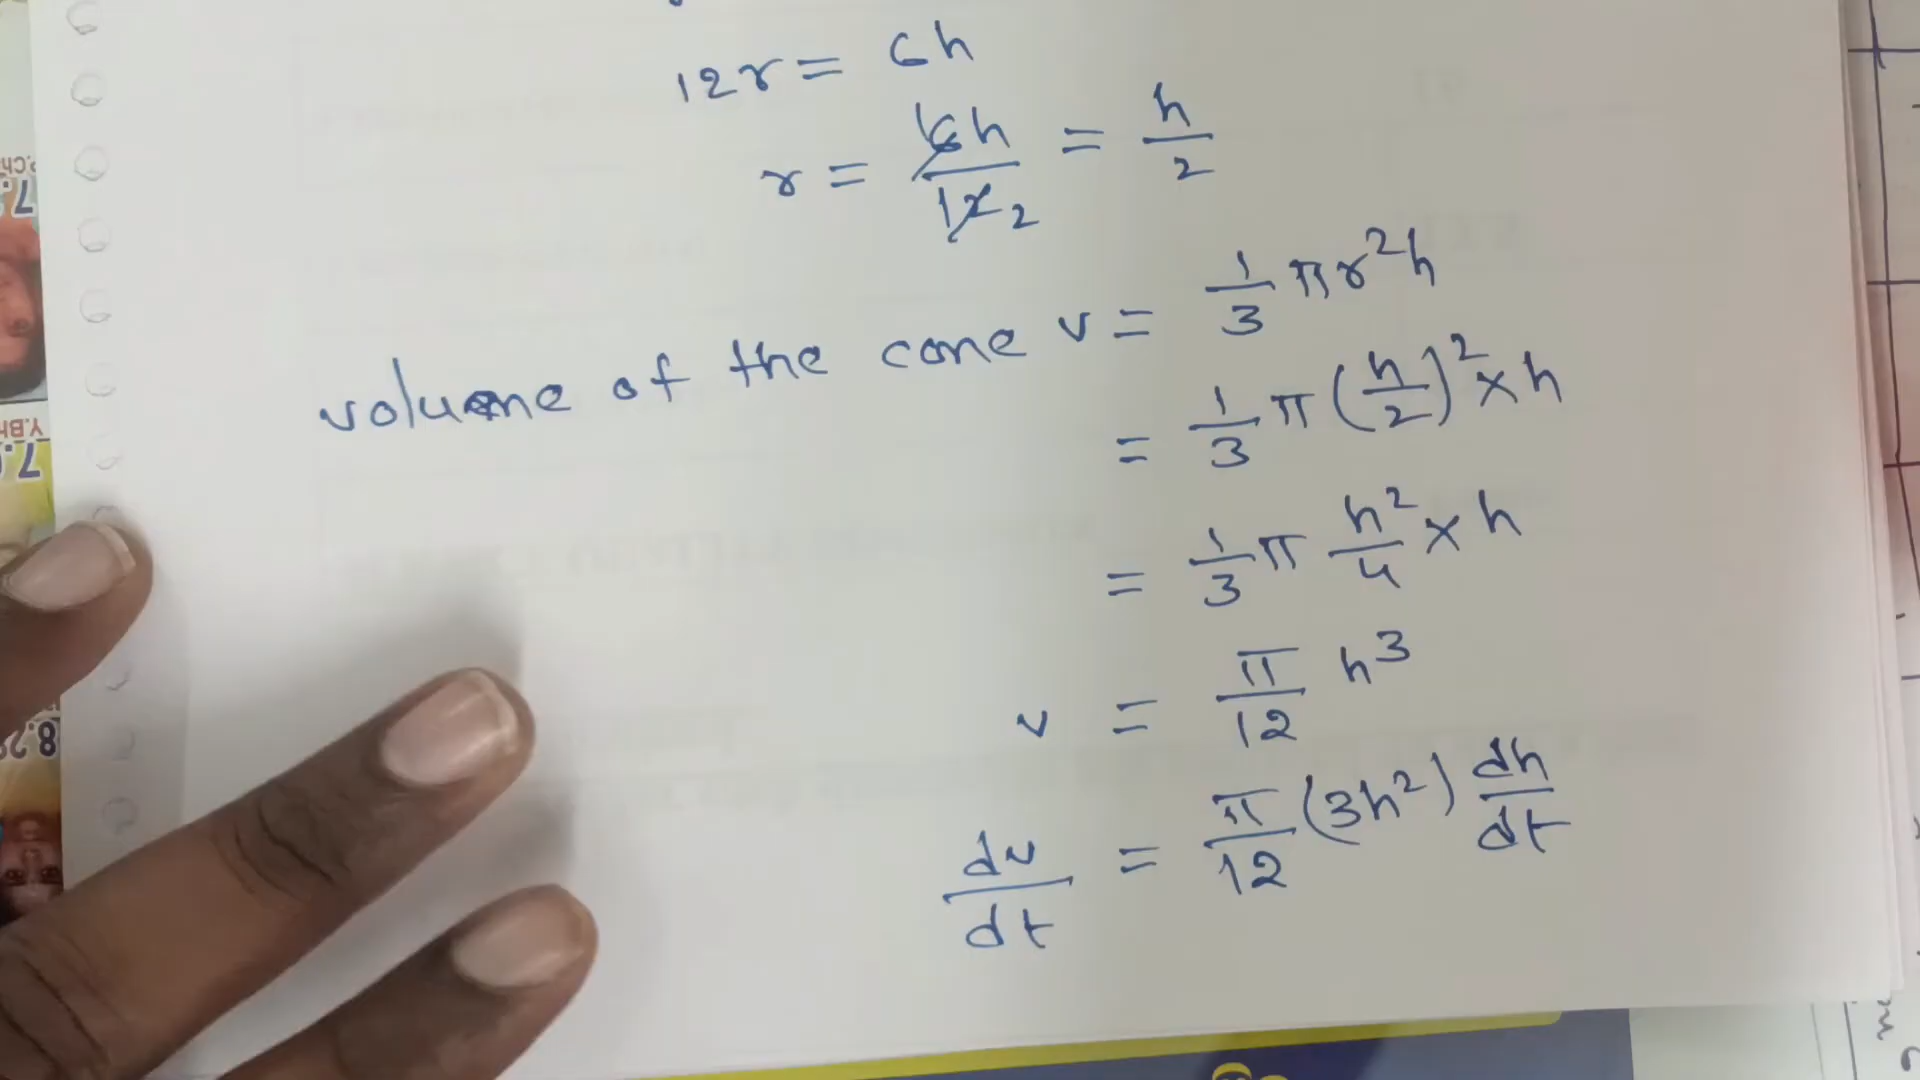 12r = 6h
r = 6h/12 2 = h/2
volume of the cone v = 1/3 πr²h
= 1/3 π (h/2)² × h
= 1/3 π h²/4 × h
v = π/12 h³
dv/dt = π/12 (3h²) dh/dt